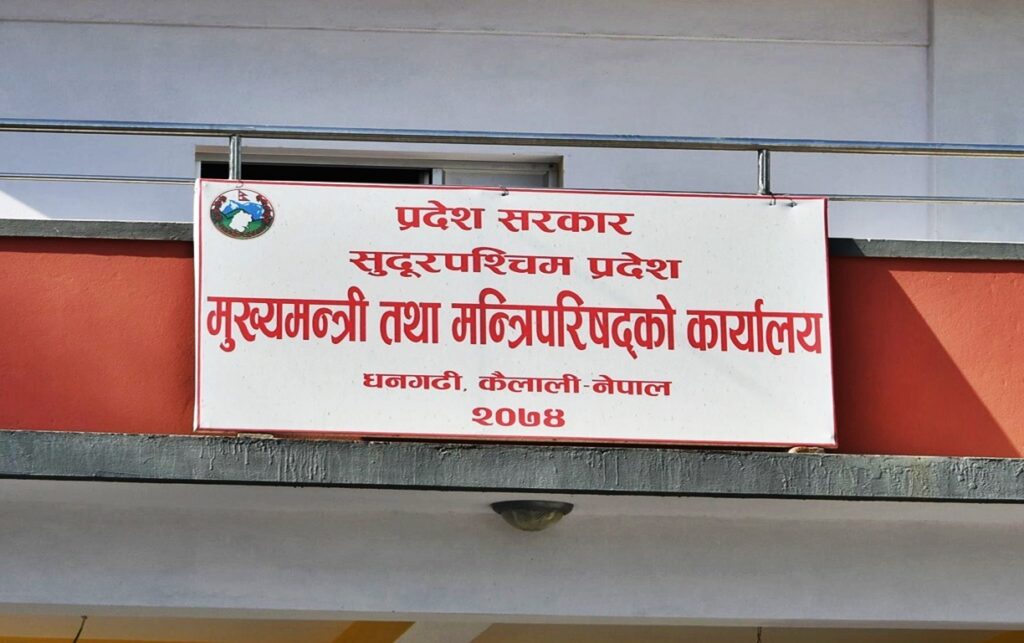 प्रदेश सरकार
सुदूरपश्चिम प्रदेश
मुख्यमन्त्री तथा मन्त्रिपरिषद्को कार्यालय
धनगढी, कैलाली-नेपाल
२०७४